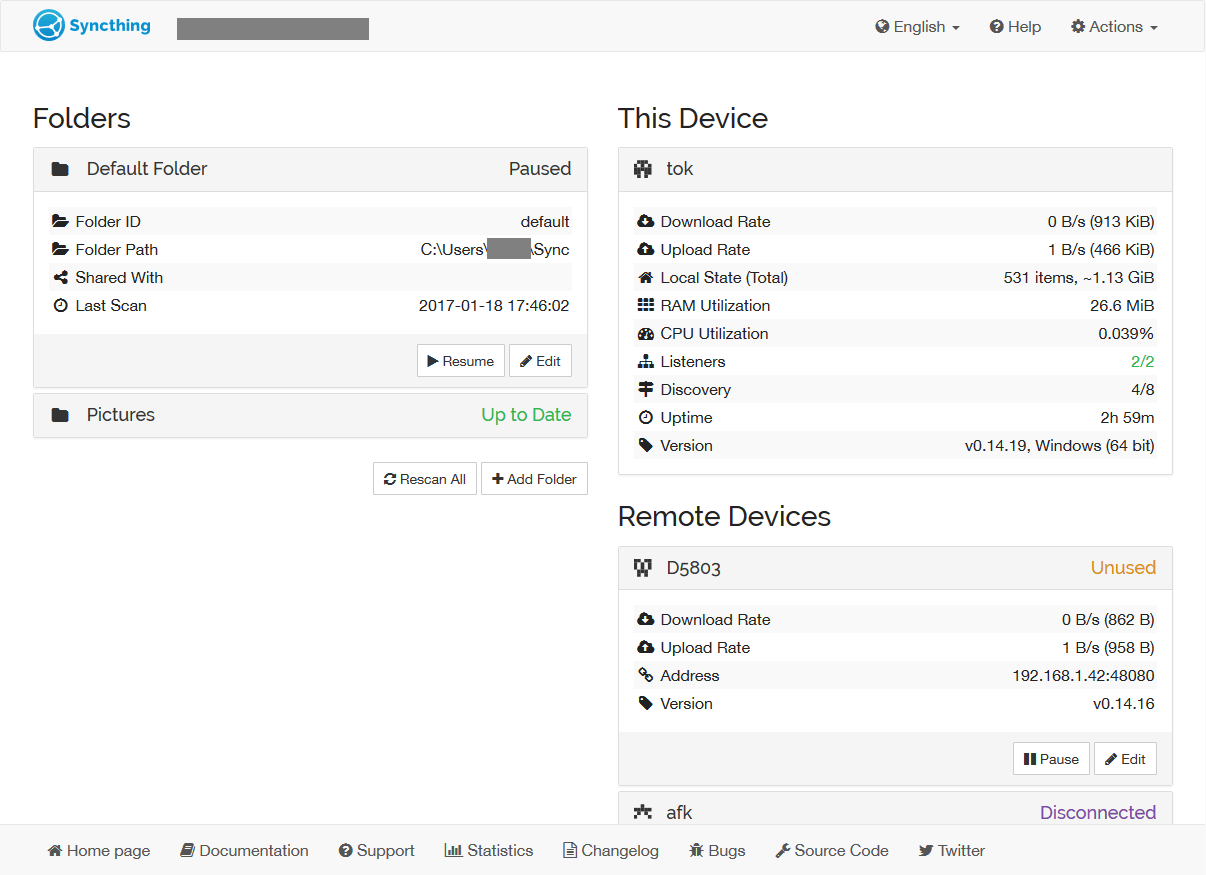 Syncthing
English
Help
Actions
Folders
Default Folder Paused
Folder ID default
Folder Path C:\Users\ \Sync
Shared With
Last Scan 2017-01-18 17:46:02
Resume Edit
Pictures Up to Date
Rescan All Add Folder
This Device
tok
Download Rate 0 B/s (913 KiB)
Upload Rate 1 B/s (466 KiB)
Local State (Total) 531 items, ~1.13 GiB
RAM Utilization 26.6 MiB
CPU Utilization 0.039%
Listeners 2/2
Discovery 4/8
Uptime 2h 59m
Version v0.14.19, Windows (64 bit)
Remote Devices
D5803 Unused
Download Rate 0 B/s (862 B)
Upload Rate 1 B/s (958 B)
Address 192.168.1.42:48080
Version v0.14.16
Pause Edit
afk Disconnected
Home page Documentation Support Statistics Changelog Bugs Source Code Twitter